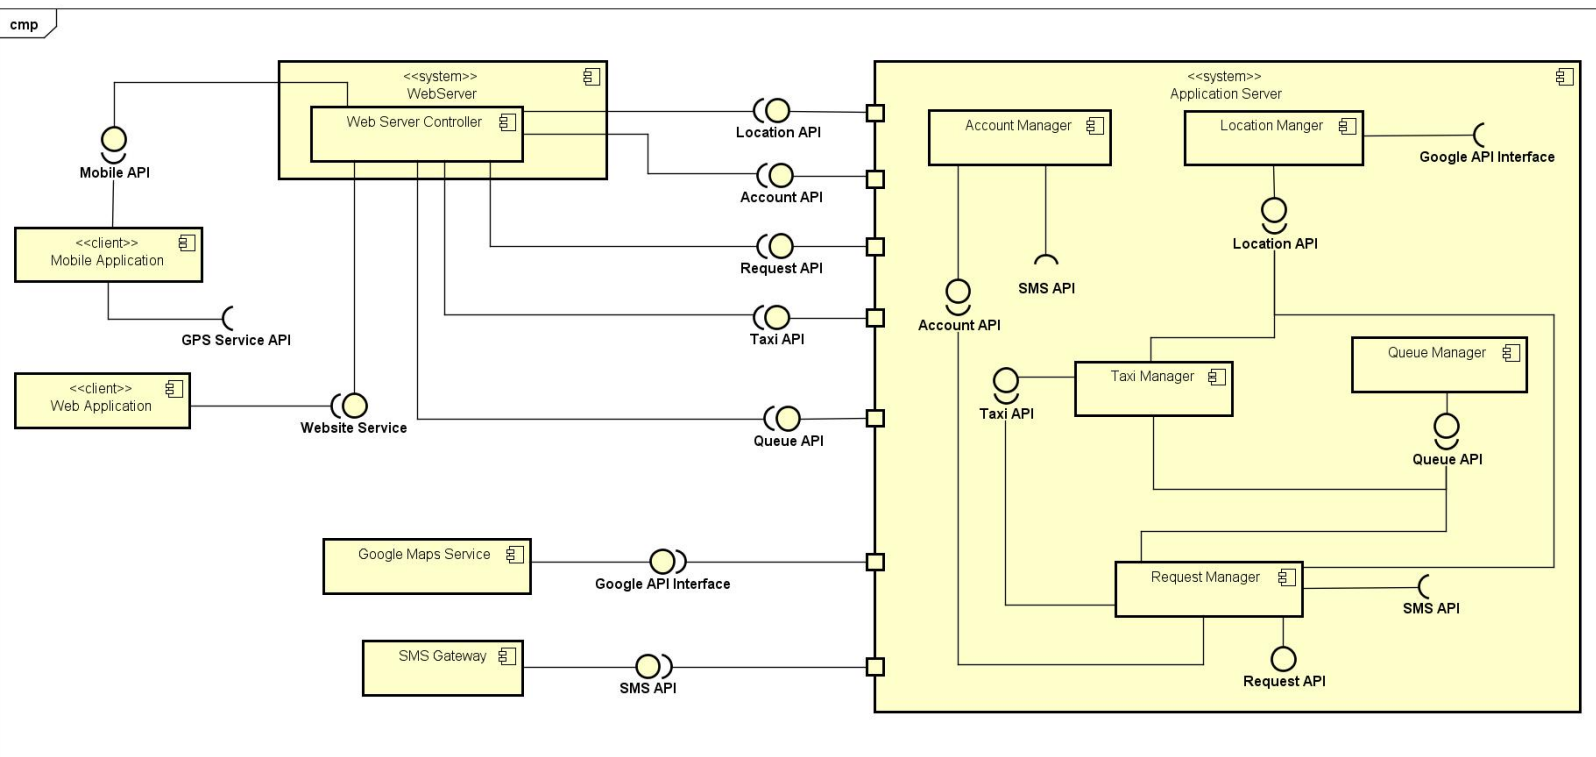 cmp
<<system>>
WebServer
Web Server Controller
Mobile API
<<client>>
Mobile Application
GPS Service API
<<client>>
Web Application
Website Service
Location API
Account API
Request API
Taxi API
Queue API
Google Maps Service
Google API Interface
SMS Gateway
SMS API
<<system>>
Application Server
Account Manager
Location Manger
Google API Interface
Location API
SMS API
Account API
Queue Manager
Taxi Manager
Taxi API
Queue API
Request Manager
SMS API
Request API